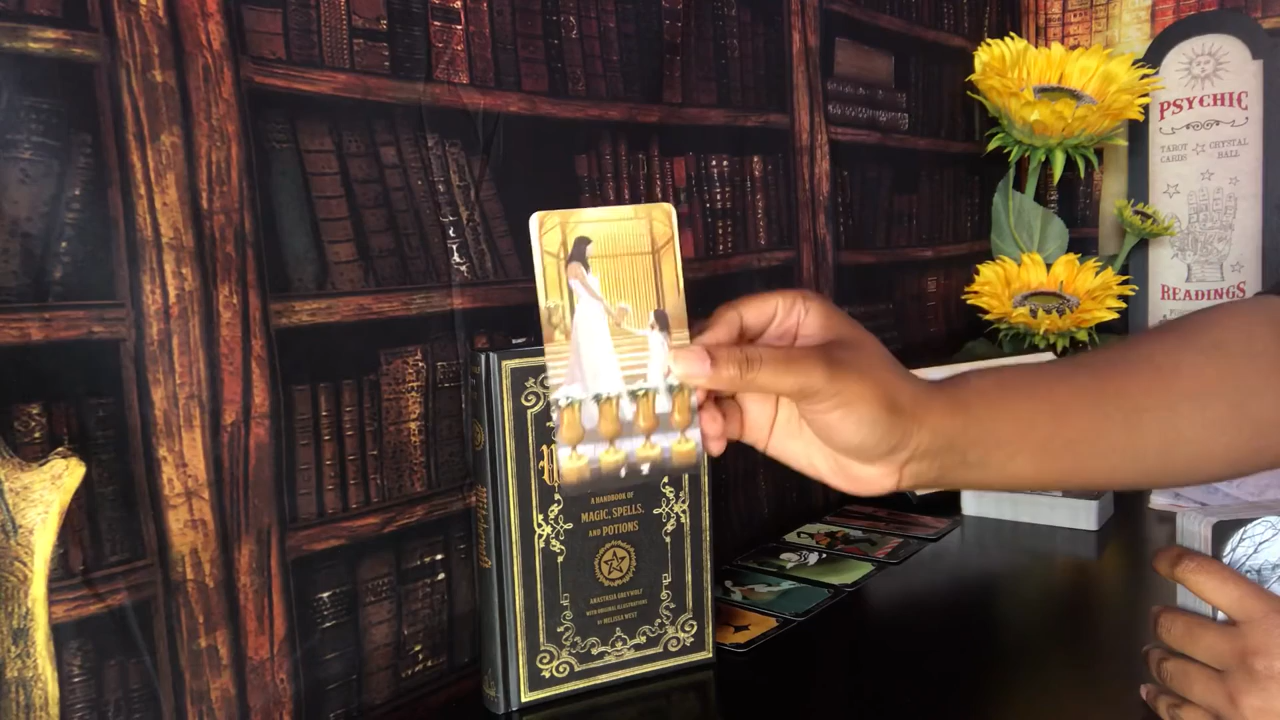 A HANDBOOK OF
MAGIC, SPELLS,
AND POTIONS
ANASTASIA GREYWOLF
WITH ORIGINAL ILLUSTRATIONS
BY MELISSA WEST
PSYCHIC
TAROT CARDS
CRYSTAL BALL
READINGS